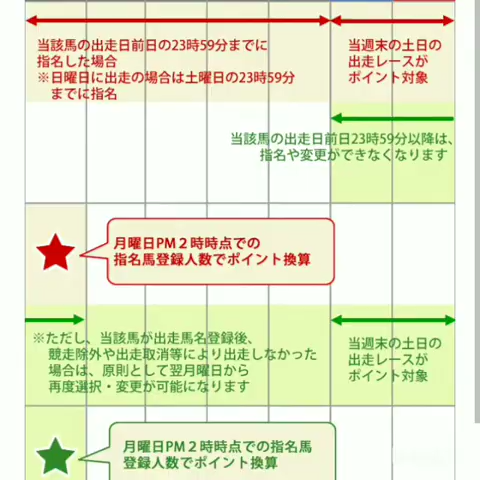 当該馬の出走日前日の23時59分までに
指名した場合
※日曜日に出走の場合は土曜日の23時59分
までに指名
当週末の土日の
出走レースが
ポイント対象
当該馬の出走日前日23時59分以降は、
指名や変更ができなくなります
月曜日PM２時時点での
指名馬登録人数でポイント換算
※ただし、当該馬が出走馬名登録後、
競走除外や出走取消等により出走しなかった
場合は、原則として翌月曜日から
再度選択・変更が可能になります
当週末の土日の
出走レースが
ポイント対象
月曜日PM２時時点での指名馬
登録人数でポイント換算